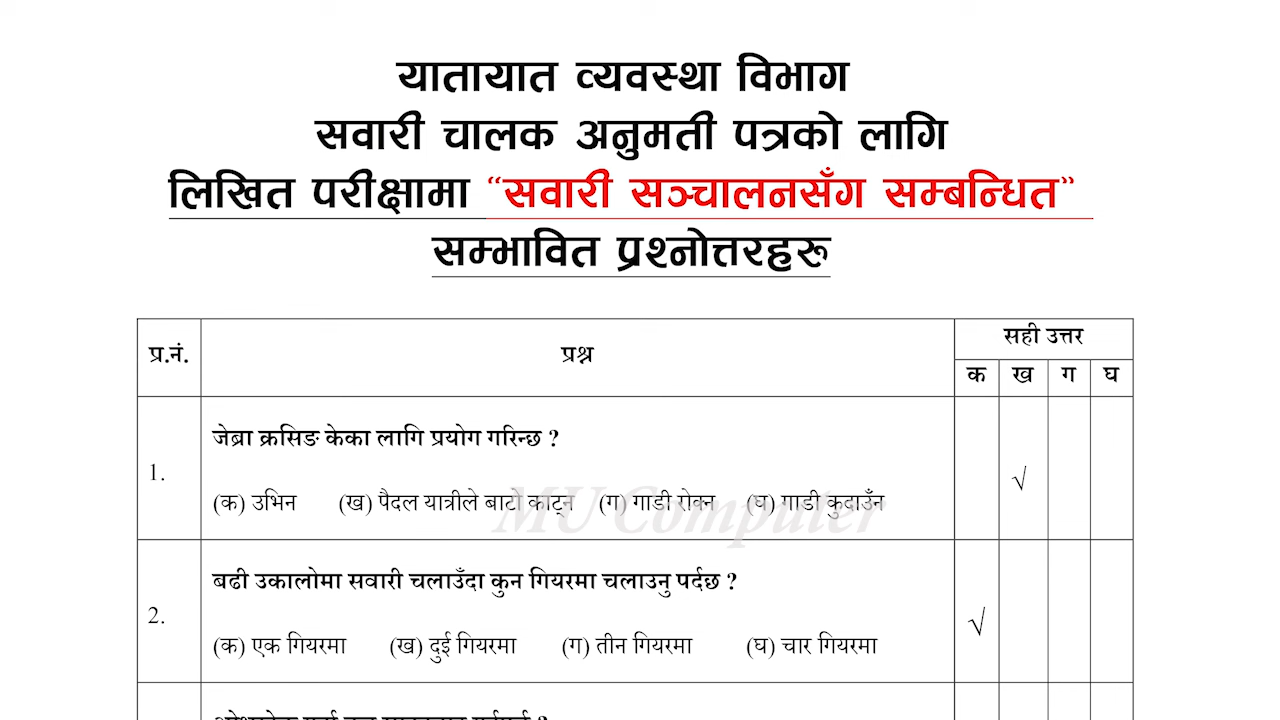 यातायात व्यवस्था विभाग
सवारी चालक अनुमती पत्रको लागि
लिखित परीक्षामा “सवारी सञ्चालनसँग सम्बन्धित”
सम्भावित प्रश्नोत्तरहरू
प्र.नं. प्रश्न सही उत्तर
क ख ग घ
जेब्रा क्रसिङ केका लागि प्रयोग गरिन्छ ?
1. √
(क) उभिन (ख) पैदल यात्रीले बाटो काट्न (ग) गाडी रोक्न (घ) गाडी कुदाउँन
MU Computer
बढी उकालोमा सवारी चलाउँदा कुन गियरमा चलाउनु पर्दछ ?
2. √
(क) एक गियरमा (ख) दुई गियरमा (ग) तीन गियरमा (घ) चार गियरमा